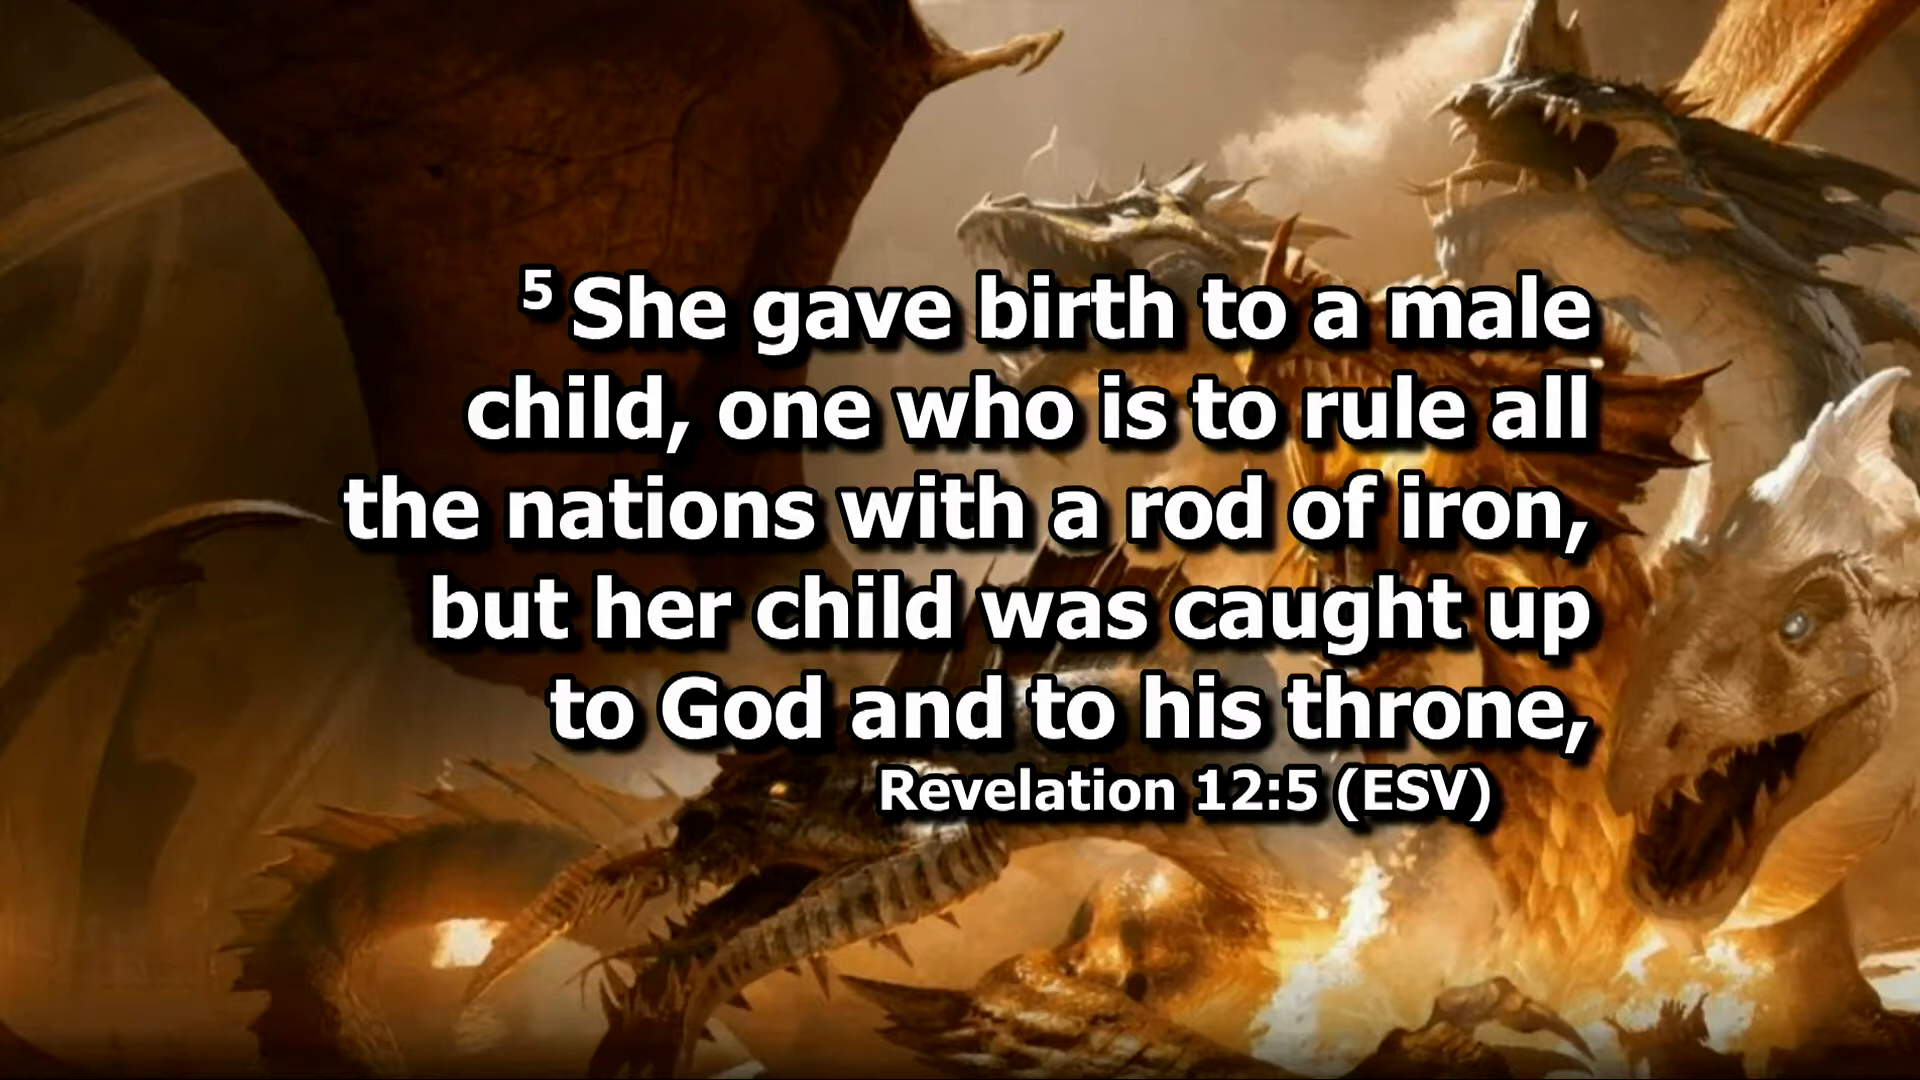 5 She gave birth to a male
child, one who is to rule all
the nations with a rod of iron,
but her child was caught up
to God and to his throne,
Revelation 12:5 (ESV)